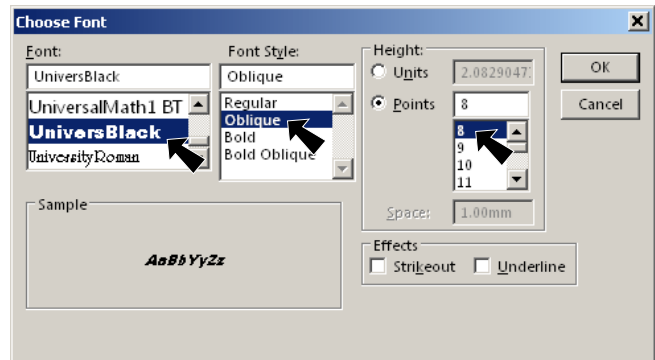 Choose Font
Font:
UniversBlack
UniversalMath1 BT
UniversBlack
UniversityRoman
Font Style:
Oblique
Regular
Oblique
Bold
Bold Oblique
Height:
Units 2.08290471
Points 8
8
9
10
11
Space: 1.00mm
OK
Cancel
Sample
AaBbYyZz
Effects
Strikeout Underline